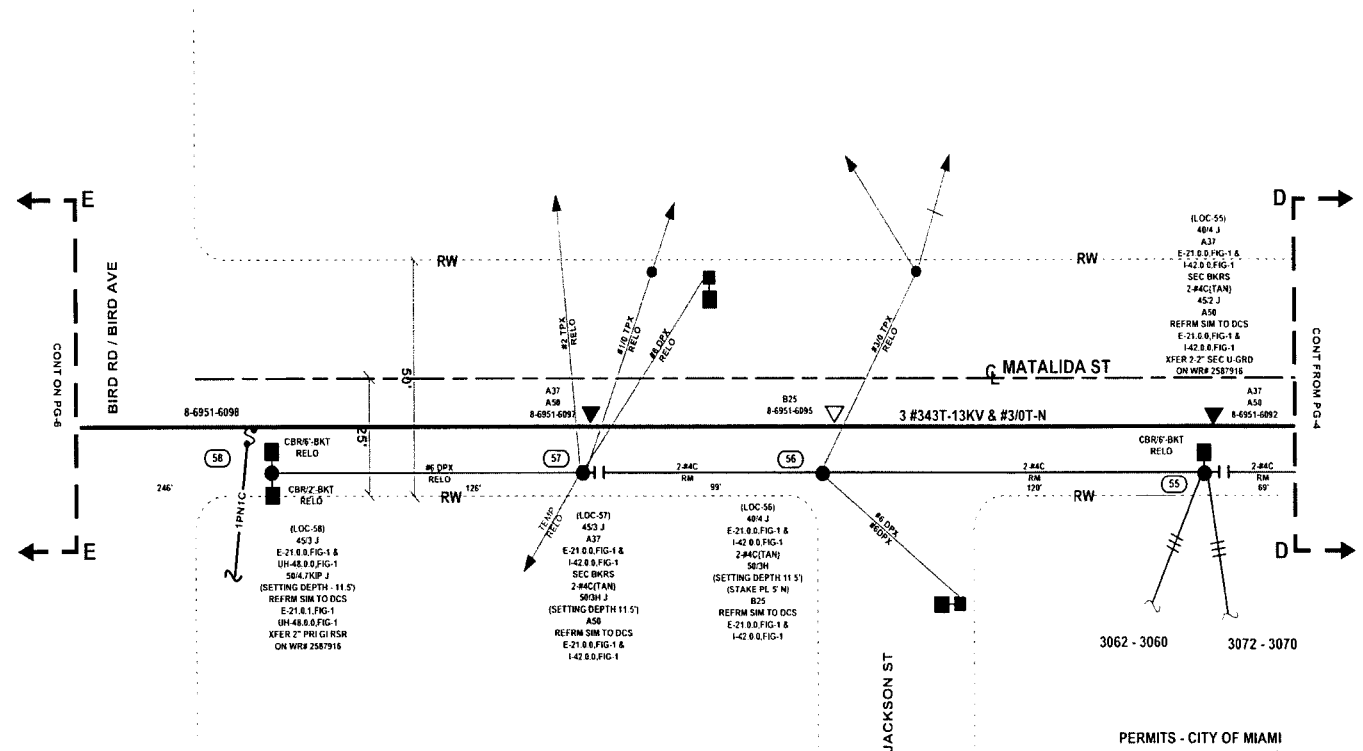 E
D
BIRD RD / BIRD AVE
CONT ON PG-6
CONT FROM PG-4
RW
RW
50'
25'
#2 TPX
RELO
#1/0 TPX
RELO
#6 DPX
RELO
#3/0 TPX
RELO
(LOC-55)
40/4 J
A37
E-21.0.0,FIG-1 &
I-42.0.0,FIG-1
SEC BKRS
2-#4C(TAN)
45/2 J
A50
REFRM SIM TO DCS
E-21.0.0,FIG-1 &
I-42.0.0,FIG-1
XFER 2-2" SEC U-GRD
ON WR# 2587916
CL MATALIDA ST
8-6951-6098
A37
A50
8-6951-6097
B25
8-6951-6095
3 #343T-13KV & #3/0T-N
A37
A50
8-6951-6092
58
CBR/6'-BKT
RELO
CBR/2'-BKT
RELO
57
56
CBR/6'-BKT
RELO
55
246'
1PN1C
#6 DPX
RELO
126'
2-#4C
RM
99'
2-#4C
RM
120'
2-#4C
RM
69'
RW
RW
TEMP
RELO
#6 DPX
#6DPX
(LOC-58)
45/3 J
E-21.0.0,FIG-1 &
UH-48.0.0,FIG-1
50/4.7KIP J
(SETTING DEPTH - 11.5')
REFRM SIM TO DCS
E-21.0.1.FIG-1
UH-48.0.0,FIG-1
XFER 2" PRI GI RSR
ON WR# 2587916
(LOC-57)
45/3 J
A37
E-21.0.0,FIG-1 &
I-42.0.0,FIG-1
SEC BKRS
2-#4C(TAN)
50/3H J
(SETTING DEPTH 11.5')
A50
REFRM SIM TO DCS
E-21.0.0,FIG-1 &
I-42.0.0,FIG-1
(LOC-56)
40/4 J
E-21.0.0,FIG-1 &
I-42.0.0,FIG-1
2-#4C(TAN)
50/3H
(SETTING DEPTH 11.5')
(STAKE PL 5' N)
B25
REFRM SIM TO DCS
E-21.0.0,FIG-1 &
I-42.0.0,FIG-1
E
D
3062 - 3060
3072 - 3070
JACKSON ST
PERMITS - CITY OF MIAMI